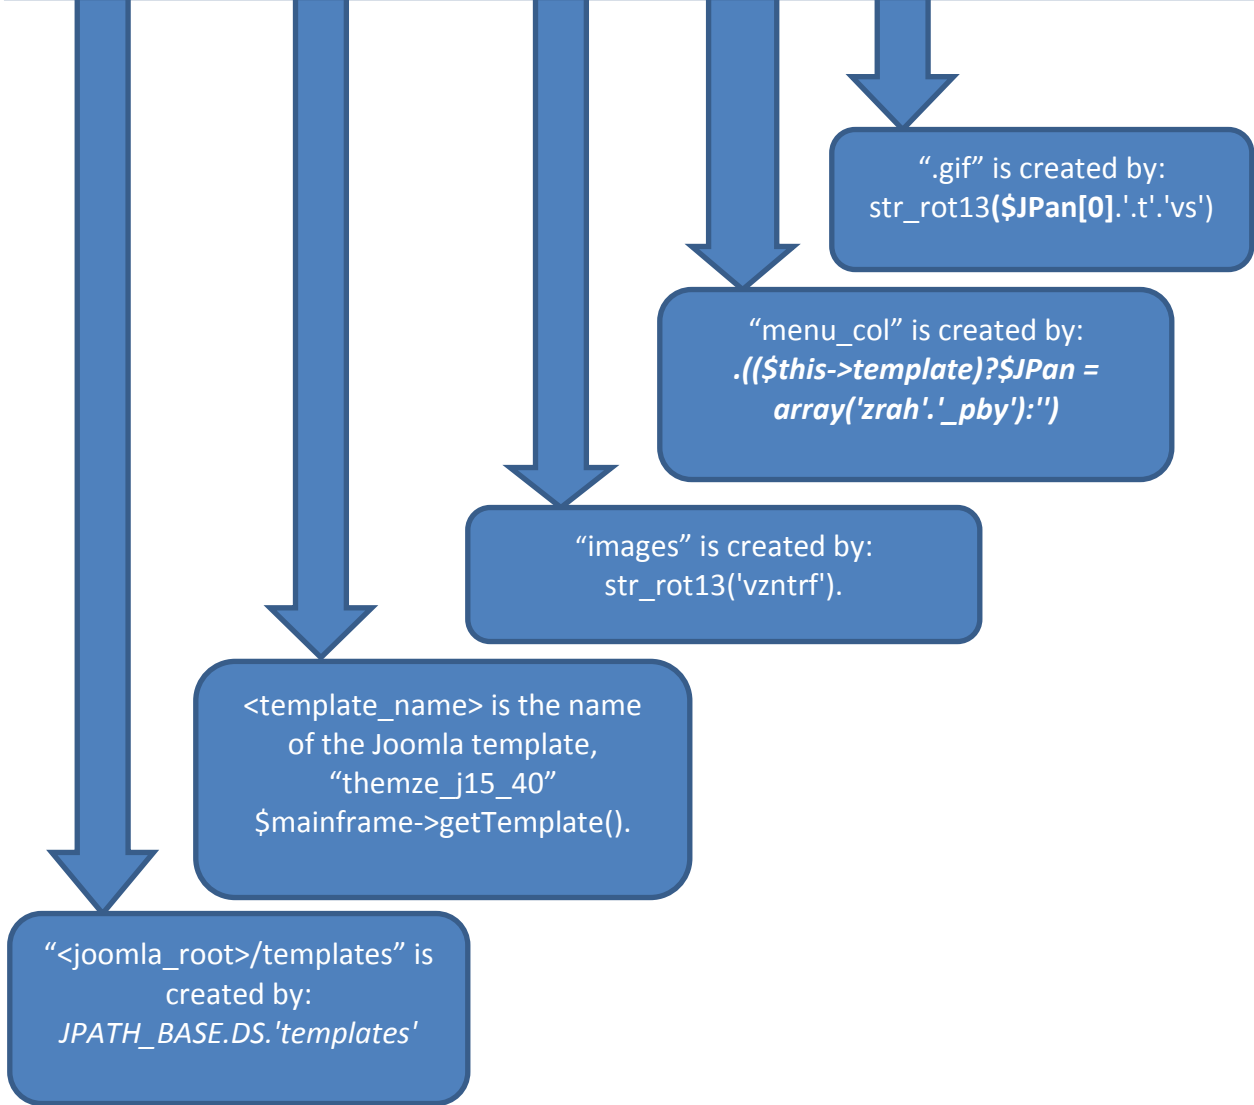 “.gif” is created by:
str_rot13($JPan[0].'.t'.'vs')
“menu_col” is created by:
.(($this->template)?$JPan =
array('zrah'.'_pby'):'')
“images” is created by:
str_rot13('vzntrf').
<template_name> is the name
of the Joomla template,
“themze_j15_40”
$mainframe->getTemplate().
“<joomla_root>/templates” is
created by:
JPATH_BASE.DS.'templates'